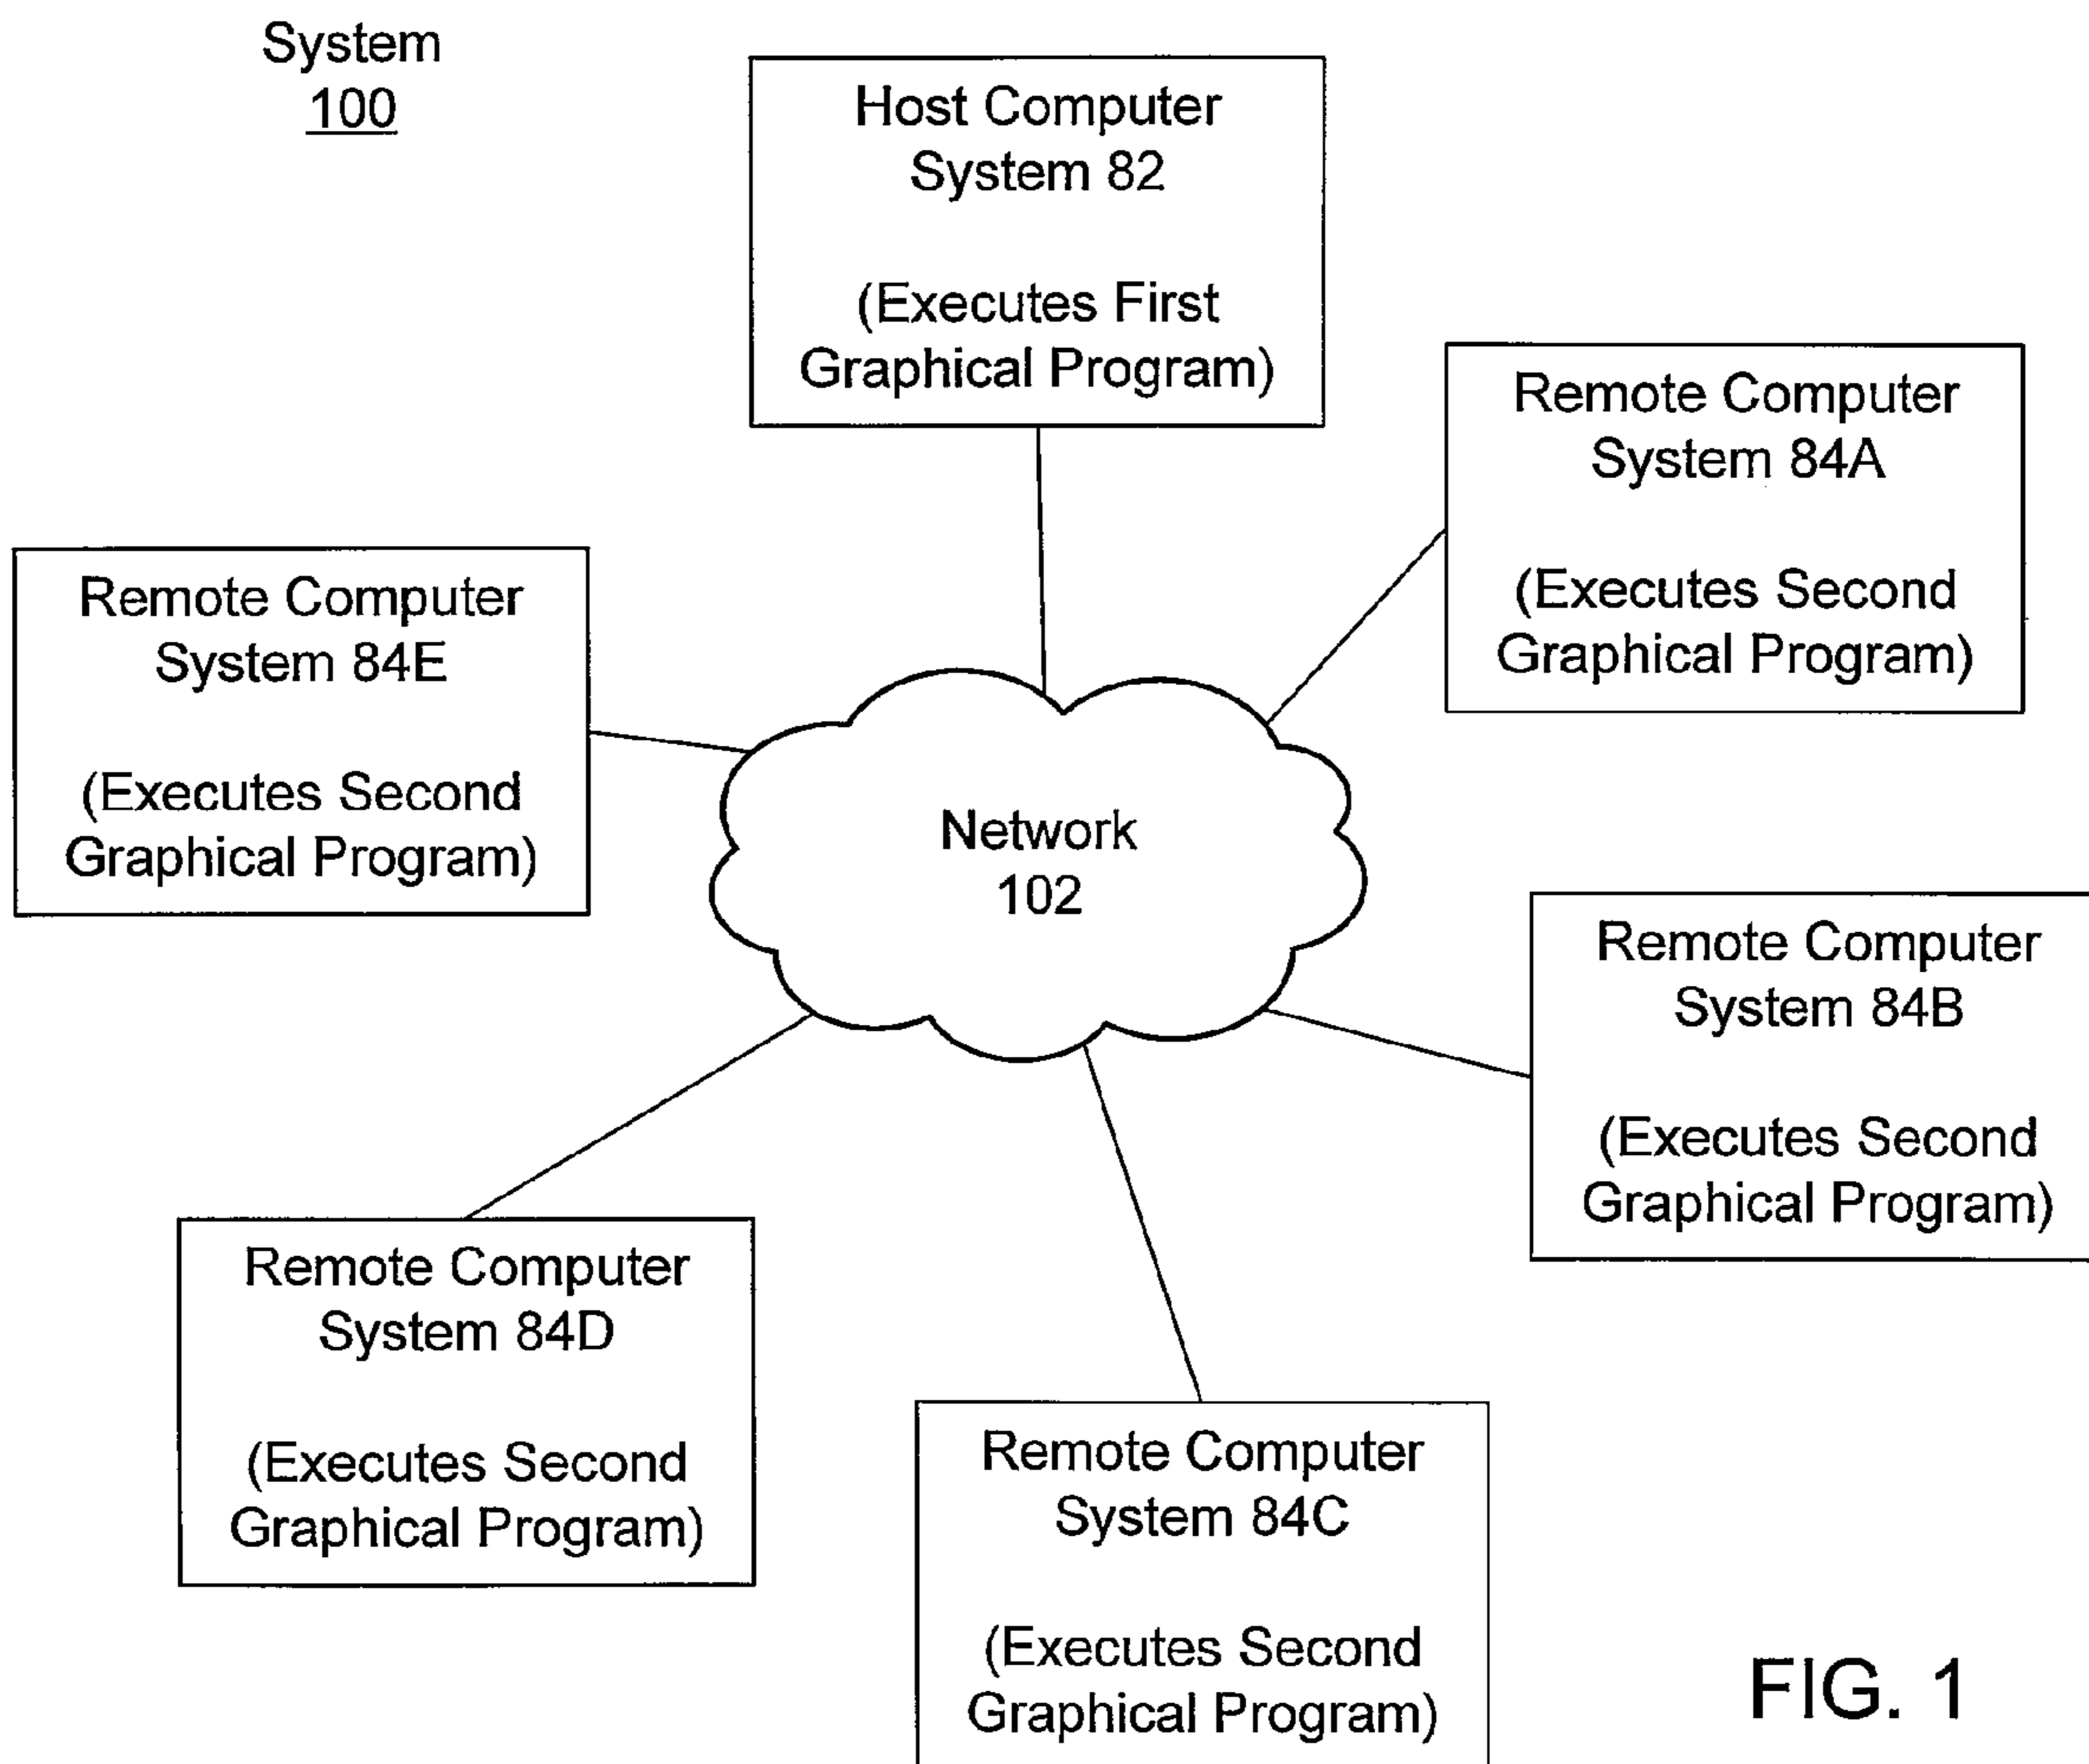 System
100
Host Computer
System 82
(Executes First
Graphical Program)
Remote Computer
System 84A
(Executes Second
Graphical Program)
Remote Computer
System 84E
(Executes Second
Graphical Program)
Network
102
Remote Computer
System 84B
(Executes Second
Graphical Program)
Remote Computer
System 84D
(Executes Second
Graphical Program)
Remote Computer
System 84C
(Executes Second
Graphical Program)
FIG. 1